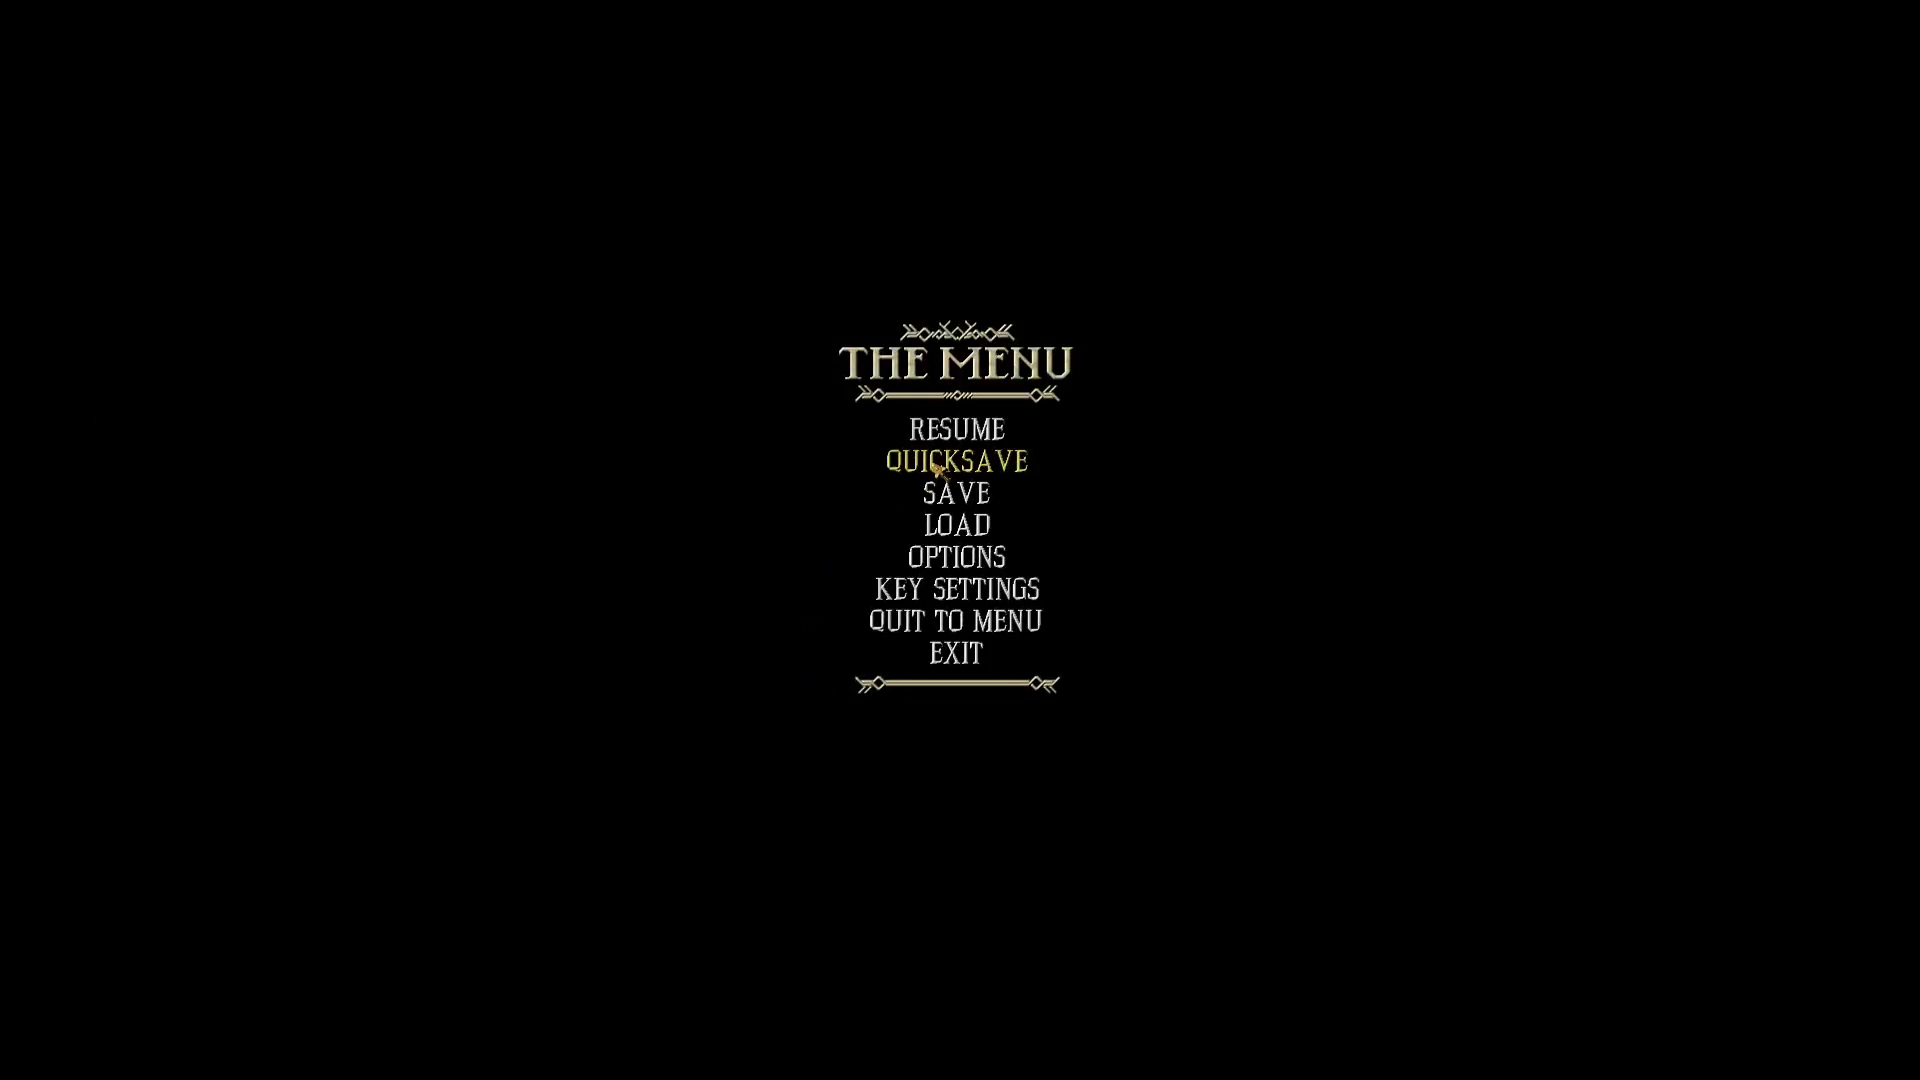 THE MENU
RESUME
QUICKSAVE
SAVE
LOAD
OPTIONS
KEY SETTINGS
QUIT TO MENU
EXIT